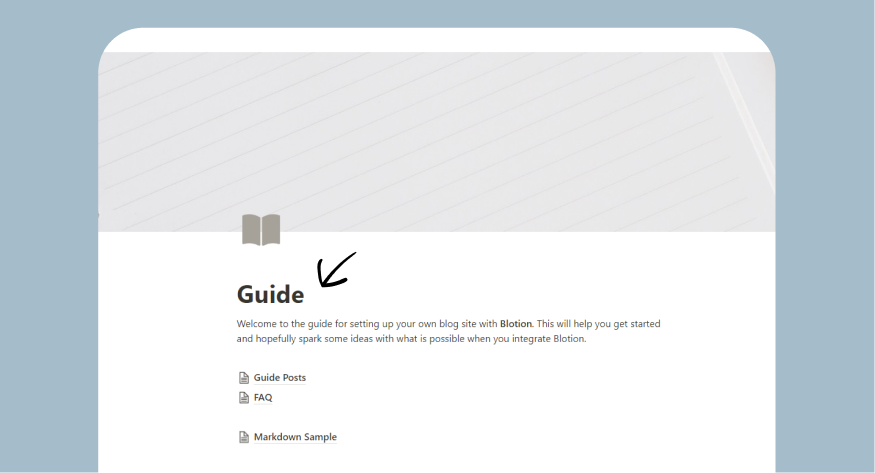 Guide
Welcome to the guide for setting up your own blog site with Blotion. This will help you get started
and hopefully spark some ideas with what is possible when you integrate Blotion.
Guide Posts
FAQ
Markdown Sample